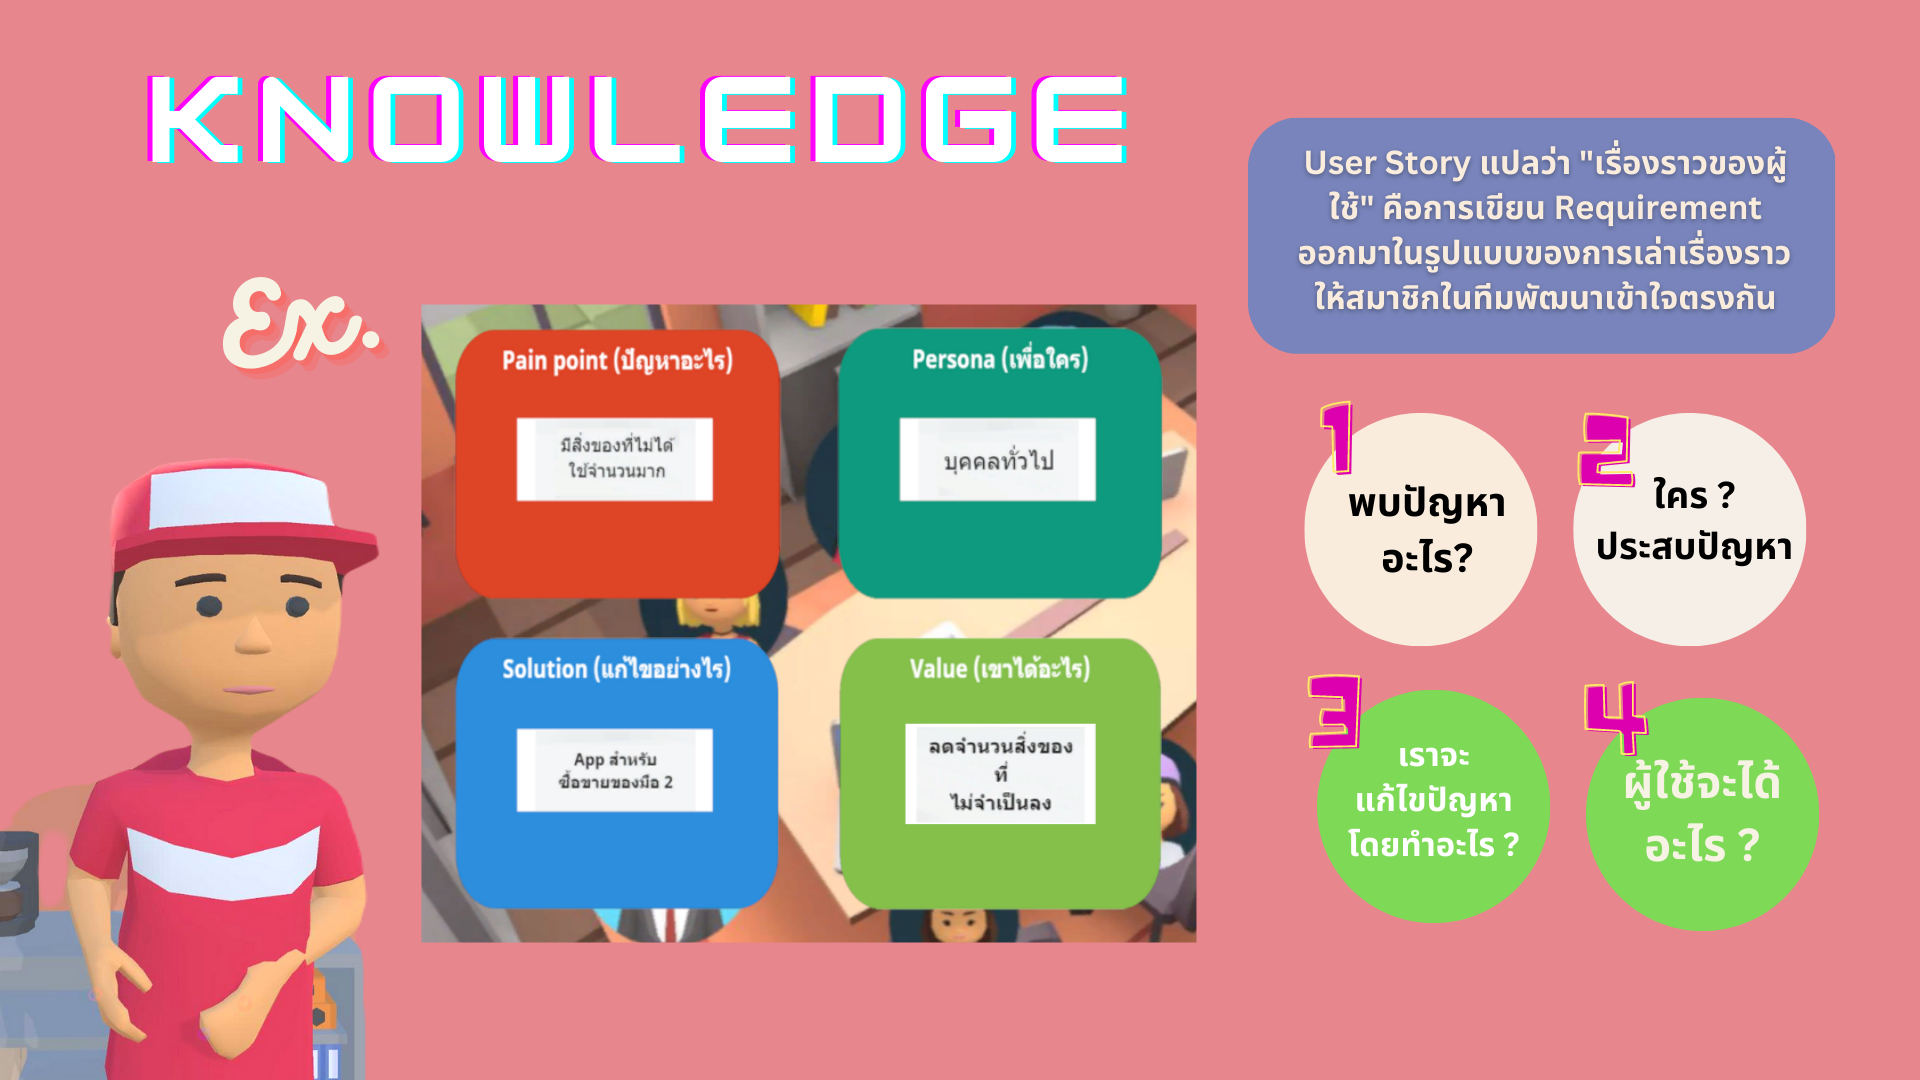 KNOWLEDGE
User Story แปลว่า "เรื่องราวของผู้
ใช้" คือการเขียน Requirement
ออกมาในรูปแบบของการเล่าเรื่องราว
ให้สมาชิกในทีมพัฒนาเข้าใจตรงกัน
Ex.
Pain point (ปัญหาอะไร)
มีสิ่งของที่ไม่ได้
ใช้จำนวนมาก
Persona (เพื่อใคร)
บุคคลทั่วไป
Solution (แก้ไขอย่างไร)
App สำหรับ
ซื้อขายของมือ 2
Value (เขาได้อะไร)
ลดจำนวนสิ่งของ
ที่
ไม่จำเป็นลง
1
พบปัญหา
อะไร?
2
ใคร ?
ประสบปัญหา
3
เราจะ
แก้ไขปัญหา
โดยทำอะไร ?
4
ผู้ใช้จะได้
อะไร ?